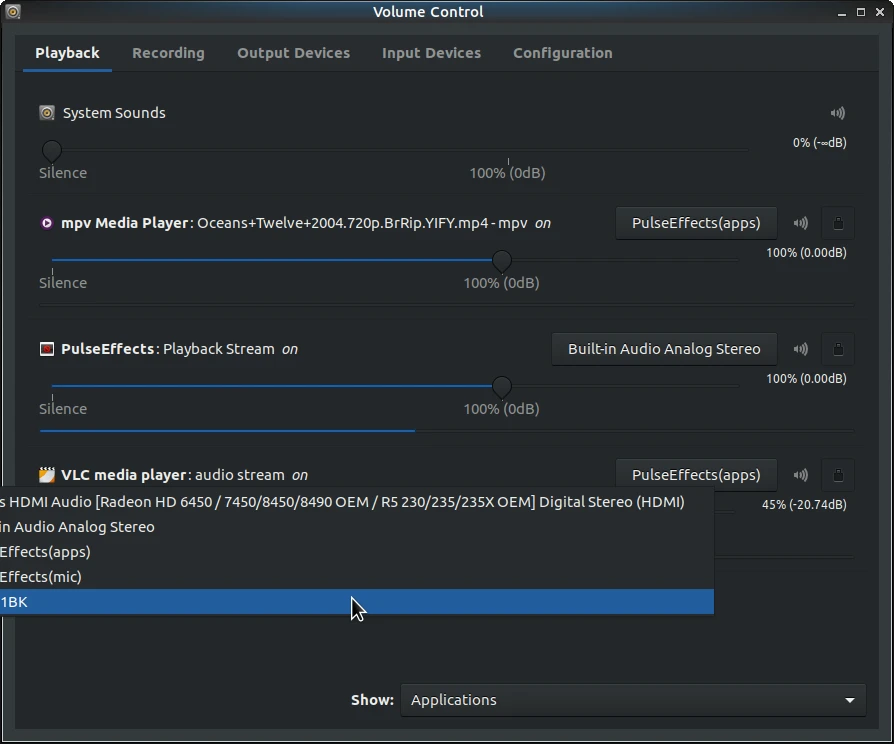 Volume Control
Playback Recording Output Devices Input Devices Configuration
System Sounds
0% (-∞dB)
Silence 100% (0dB)
mpv Media Player: Oceans+Twelve+2004.720p.BrRip.YIFY.mp4 - mpv on PulseEffects(apps)
100% (0.00dB)
Silence 100% (0dB)
PulseEffects: Playback Stream on Built-in Audio Analog Stereo
100% (0.00dB)
Silence 100% (0dB)
VLC media player: audio stream on PulseEffects(apps)
s HDMI Audio [Radeon HD 6450 / 7450/8450/8490 OEM / R5 230/235/235X OEM] Digital Stereo (HDMI)
45% (-20.74dB)
in Audio Analog Stereo
Effects(apps)
Effects(mic)
1BK
Show: Applications